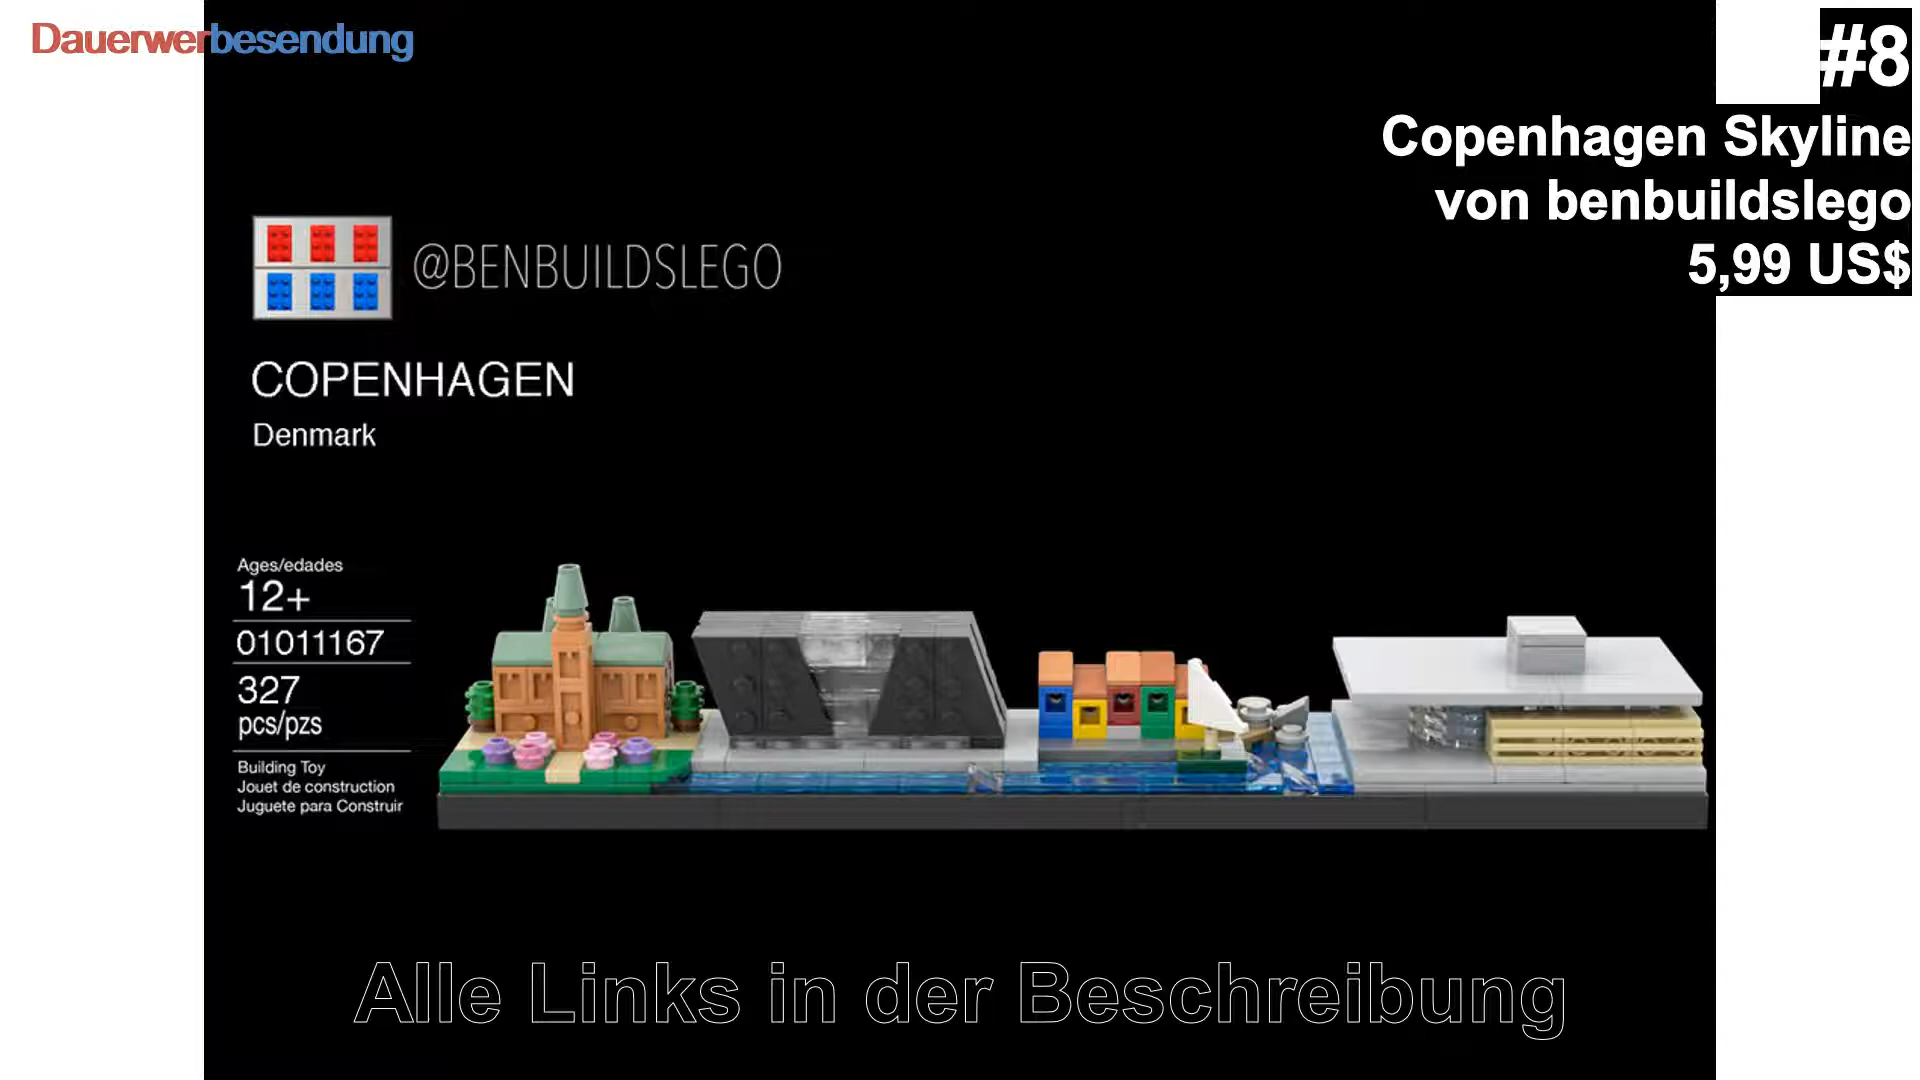 Dauerwerbesendung
#8
Copenhagen Skyline
von benbuildslego
5,99 US$
@BENBUILDSLEGO
COPENHAGEN
Denmark
Ages/edades
12+
01011167
327
pcs/pzs
Building Toy
Jouet de construction
Juguete para Construir
Alle Links in der Beschreibung